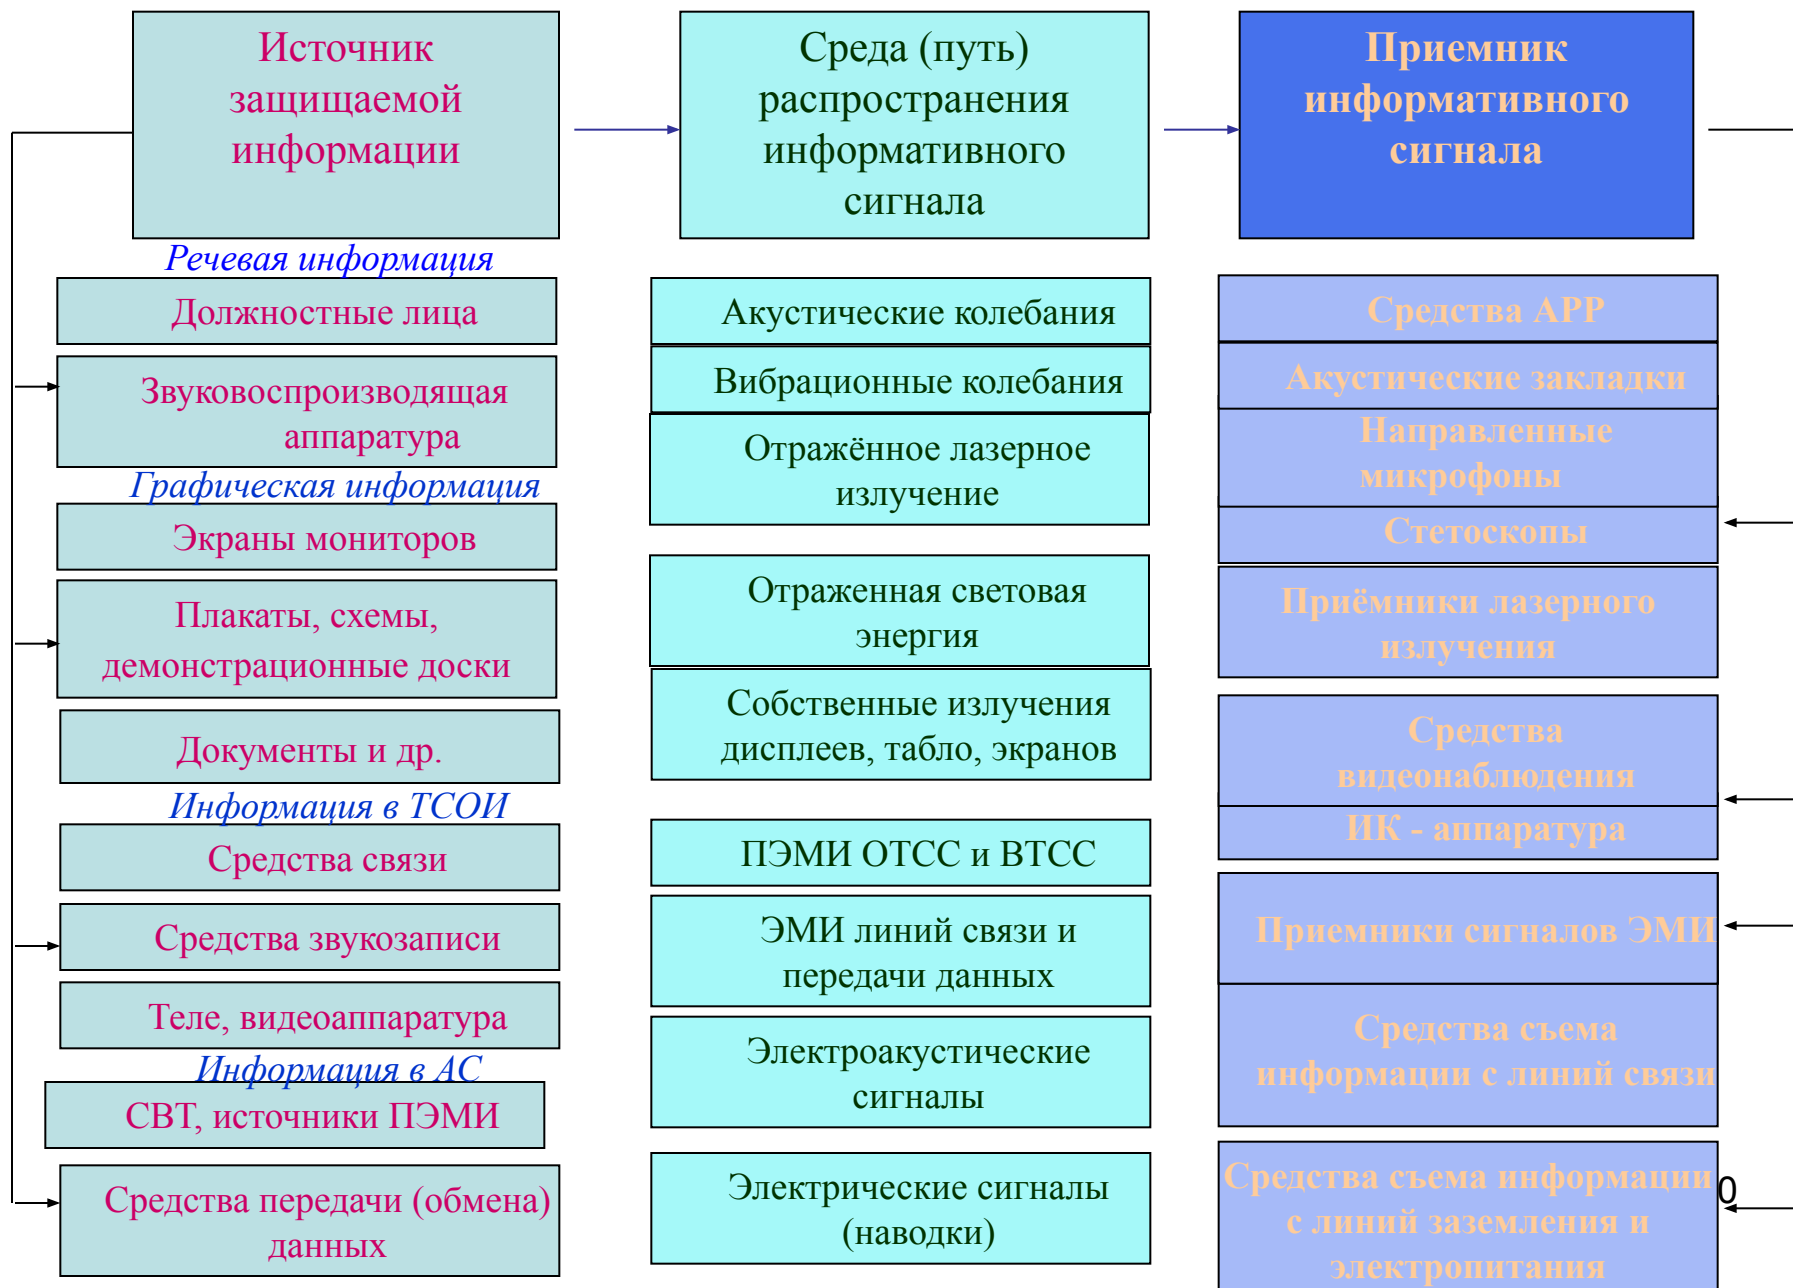 Источник
защищаемой
информации
Среда (путь)
распространения
информативного
сигнала
Приемник
информативного
сигнала
Речевая информация
Должностные лица
Звуковоспроизводящая
аппаратура
Графическая информация
Экраны мониторов
Плакаты, схемы,
демонстрационные доски
Документы и др.
Информация в ТСОИ
Средства связи
Средства звукозаписи
Теле, видеоаппаратура
Информация в АС
СВТ, источники ПЭМИ
Средства передачи (обмена)
данных
Акустические колебания
Вибрационные колебания
Отражённое лазерное
излучение
Отраженная световая
энергия
Собственные излучения
дисплеев, табло, экранов
ПЭМИ ОТСС и ВТСС
ЭМИ линий связи и
передачи данных
Электроакустические
сигналы
Электрические сигналы
(наводки)
Средства АРР
Акустические закладки
Направленные
микрофоны
Стетоскопы
Приёмники лазерного
излучения
Средства
видеонаблюдения
ИК - аппаратура
Приемники сигналов ЭМИ
Средства съема
информации с линий связи
Средства съема информации
с линий заземления и
электропитания
0